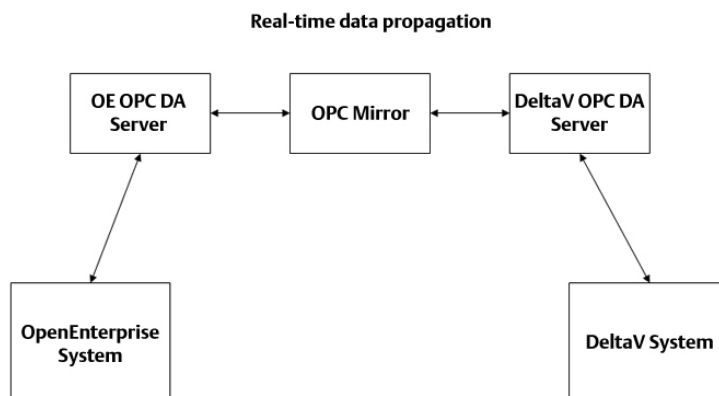 Real-time data propagation
OE OPC DA
Server
OPC Mirror
DeltaV OPC DA
Server
OpenEnterprise
System
DeltaV System